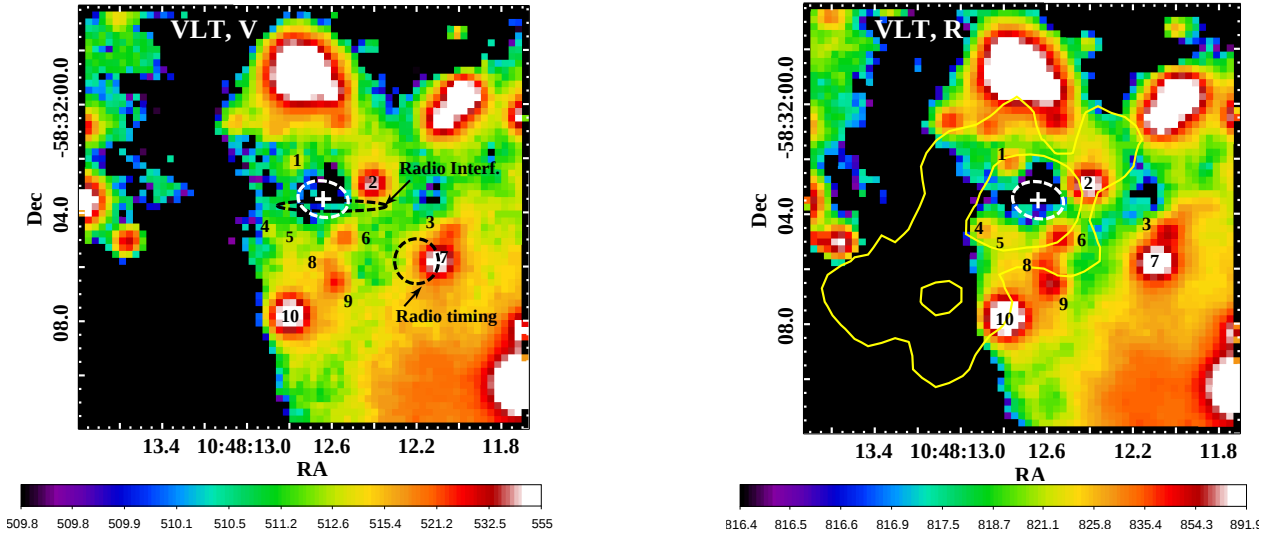 VLT, V
VLT, R
-58:32:00.0
04.0
08.0
Dec
1
2
Radio Interf.
3
4
5
6
7
8
9
10
Radio timing
13.4 10:48:13.0 12.6 12.2 11.8
RA
509.8 509.8 509.9 510.1 510.5 511.2 512.6 515.4 521.2 532.5 555
-58:32:00.0
04.0
08.0
Dec
1
2
3
4
5
6
7
8
9
10
13.4 10:48:13.0 12.6 12.2 11.8
RA
816.4 816.5 816.6 816.9 817.5 818.7 821.1 825.8 835.4 854.3 891.9